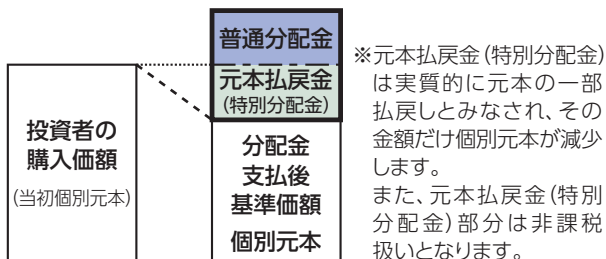 普通分配金
元本払戻金
(特別分配金)
投資者の
購入価額
(当初個別元本)
分配金
支払後
基準価額
個別元本
※元本払戻金(特別分配金)
は実質的に元本の一部
払戻しとみなされ、その
金額だけ個別元本が減少
します。
また、元本払戻金(特別
分配金)部分は非課税
扱いとなります。